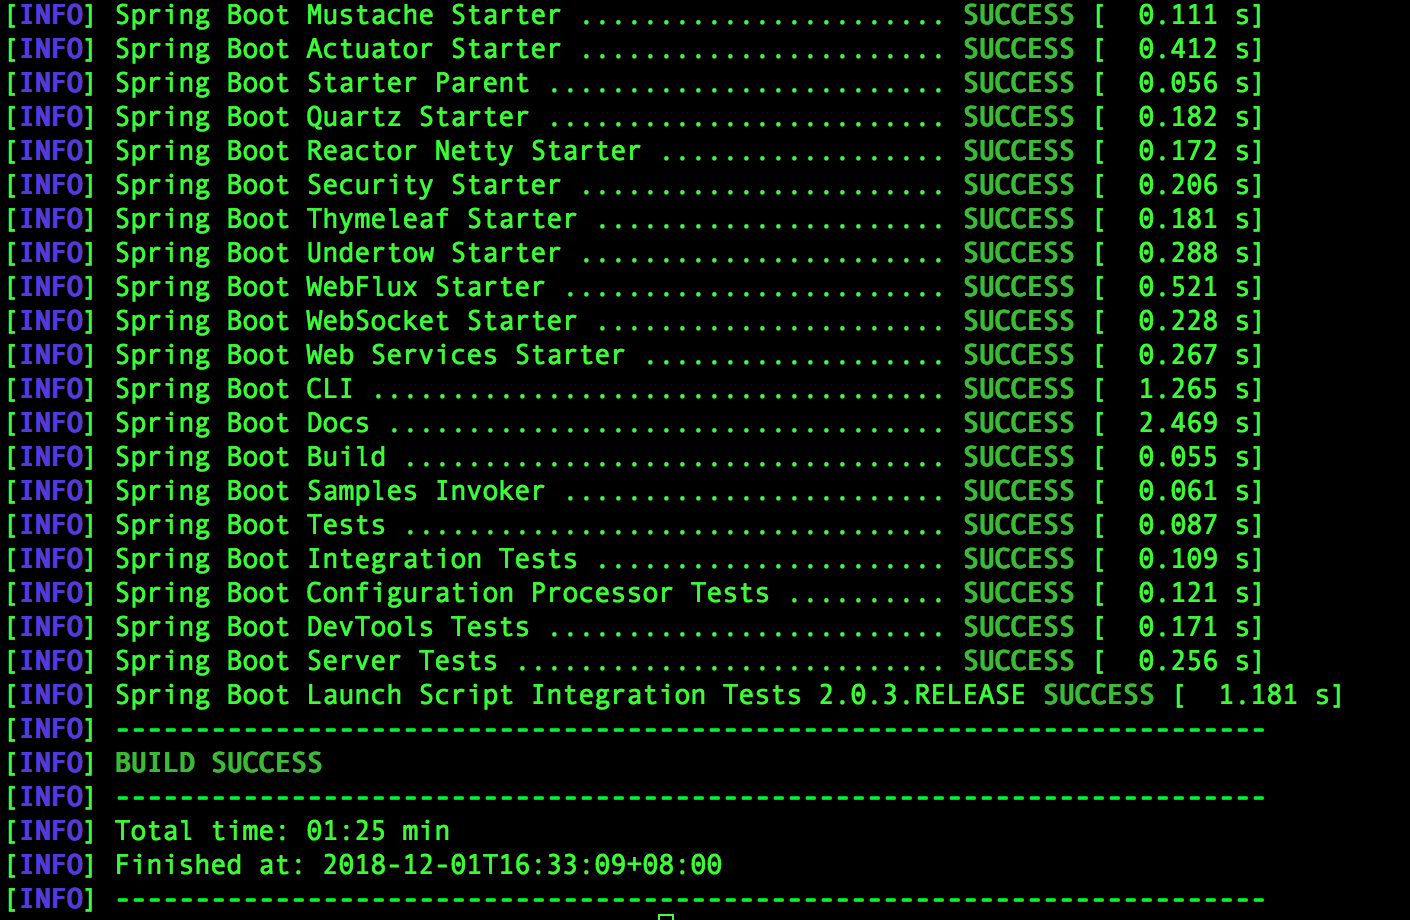 [INFO] Spring Boot Mustache Starter ....................... SUCCESS [  0.111 s]
[INFO] Spring Boot Actuator Starter ....................... SUCCESS [  0.412 s]
[INFO] Spring Boot Starter Parent ......................... SUCCESS [  0.056 s]
[INFO] Spring Boot Quartz Starter ......................... SUCCESS [  0.182 s]
[INFO] Spring Boot Reactor Netty Starter .................. SUCCESS [  0.172 s]
[INFO] Spring Boot Security Starter ....................... SUCCESS [  0.206 s]
[INFO] Spring Boot Thymeleaf Starter ...................... SUCCESS [  0.181 s]
[INFO] Spring Boot Undertow Starter ....................... SUCCESS [  0.288 s]
[INFO] Spring Boot WebFlux Starter ........................ SUCCESS [  0.521 s]
[INFO] Spring Boot WebSocket Starter ...................... SUCCESS [  0.228 s]
[INFO] Spring Boot Web Services Starter ................... SUCCESS [  0.267 s]
[INFO] Spring Boot CLI .................................... SUCCESS [  1.265 s]
[INFO] Spring Boot Docs ................................... SUCCESS [  2.469 s]
[INFO] Spring Boot Build .................................. SUCCESS [  0.055 s]
[INFO] Spring Boot Samples Invoker ........................ SUCCESS [  0.061 s]
[INFO] Spring Boot Tests .................................. SUCCESS [  0.087 s]
[INFO] Spring Boot Integration Tests ...................... SUCCESS [  0.109 s]
[INFO] Spring Boot Configuration Processor Tests .......... SUCCESS [  0.121 s]
[INFO] Spring Boot DevTools Tests ......................... SUCCESS [  0.171 s]
[INFO] Spring Boot Server Tests ........................... SUCCESS [  0.256 s]
[INFO] Spring Boot Launch Script Integration Tests 2.0.3.RELEASE SUCCESS [  1.181 s]
[INFO] ------------------------------------------------------------------------
[INFO] BUILD SUCCESS
[INFO] ------------------------------------------------------------------------
[INFO] Total time: 01:25 min
[INFO] Finished at: 2018-12-01T16:33:09+08:00
[INFO] ------------------------------------------------------------------------